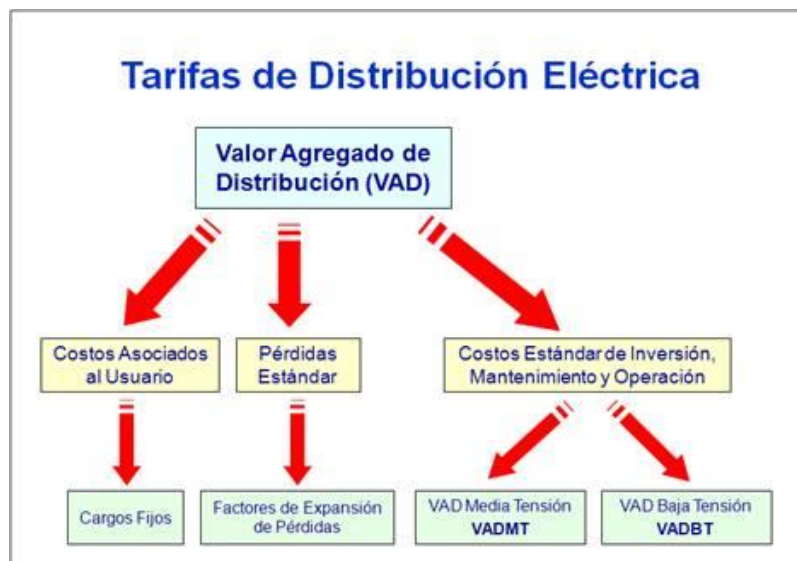 Tarifas de Distribución Eléctrica
Valor Agregado de
Distribución (VAD)
Costos Asociados
al Usuario
Pérdidas
Estándar
Costos Estándar de Inversión,
Mantenimiento y Operación
Cargos Fijos
Factores de Expansión
de Pérdidas
VAD Media Tensión
VADMT
VAD Baja Tensión
VADBT